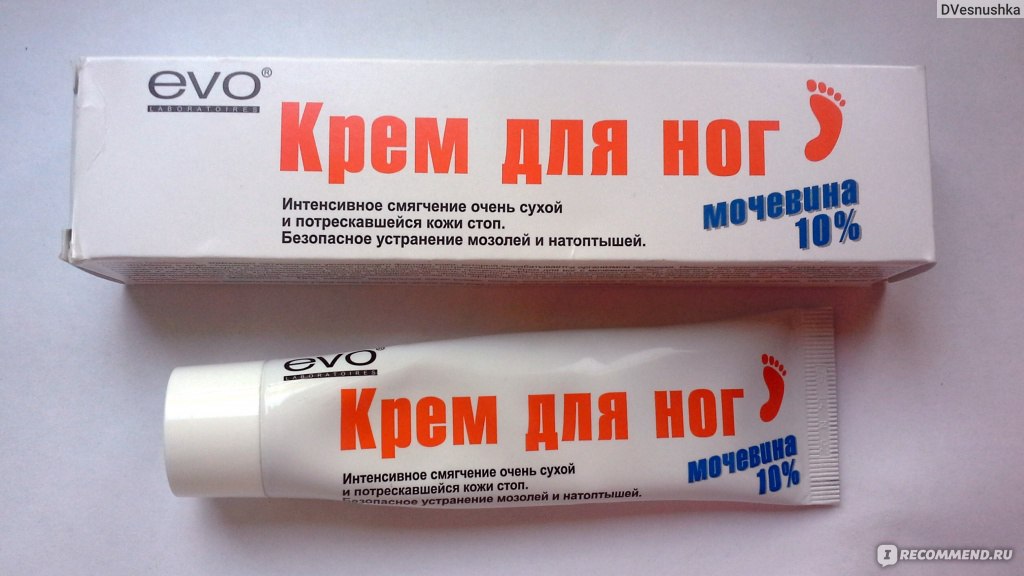 DVesnushka
evo®
LABORATOIRES
Крем для ног
Интенсивное смягчение очень сухой
и потрескавшейся кожи стоп.
Безопасное устранение мозолей и натоптышей.
мочевина
10%
evo®
LABORATOIRES
Крем для ног
Интенсивное смягчение очень сухой
и потрескавшейся кожи стоп.
Безопасное устранение мозолей и натоптышей.
мочевина
10%
IRECOMMEND.RU